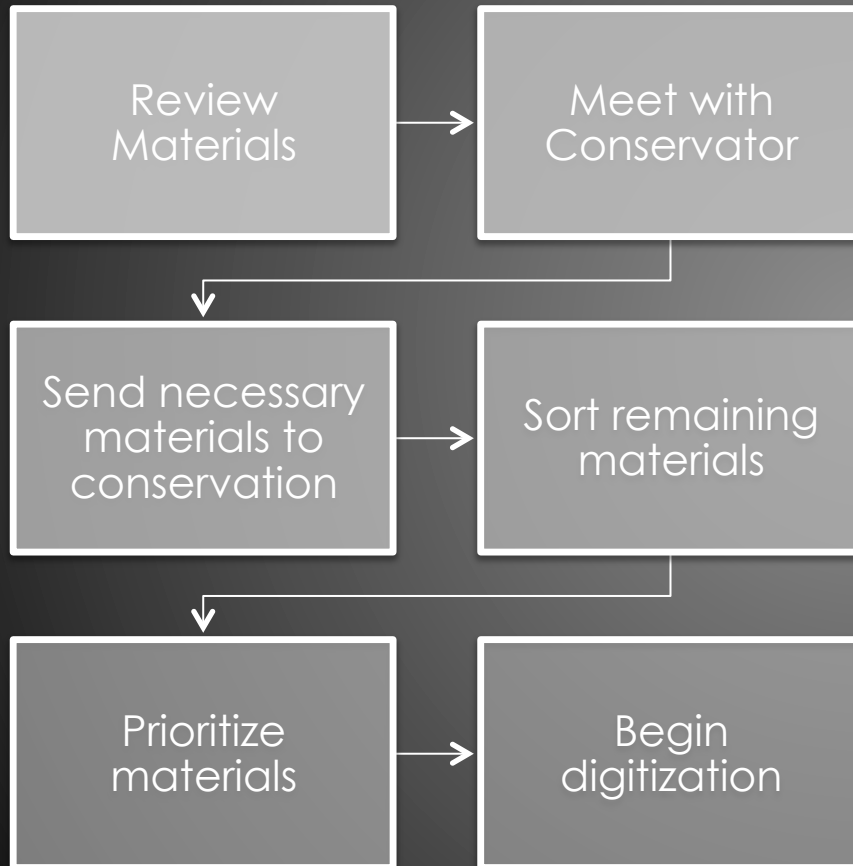 Review
Materials
Meet with
Conservator
Send necessary
materials to
conservation
Sort remaining
materials
Prioritize
materials
Begin
digitization